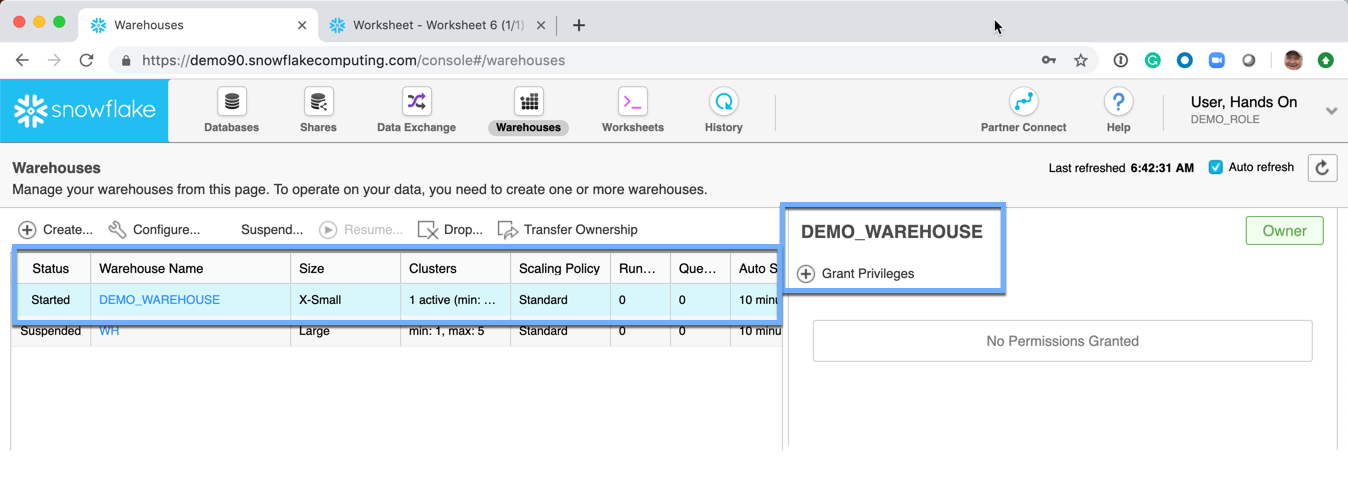 Warehouses
Worksheet - Worksheet 6 (1/1)
https://demo90.snowflakecomputing.com/console#/warehouses
snowflake
Databases
Shares
Data Exchange
Warehouses
Worksheets
History
Partner Connect
Help
User, Hands On
DEMO_ROLE
Warehouses
Last refreshed 6:42:31 AM Auto refresh
Manage your warehouses from this page. To operate on your data, you need to create one or more warehouses.
Create... Configure... Suspend... Resume... Drop... Transfer Ownership
Status Warehouse Name Size Clusters Scaling Policy Run... Que... Auto S
Started DEMO_WAREHOUSE X-Small 1 active (min: ... Standard 0 0 10 minu
Suspended WH Large min: 1, max: 5 Standard 0 0 10 minu
DEMO_WAREHOUSE
Owner
Grant Privileges
No Permissions Granted